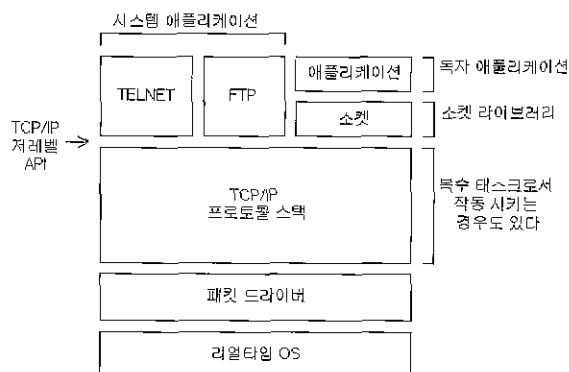 시스템 애플리케이션
TELNET
FTP
애플리케이션
독자 애플리케이션
소켓
소켓 라이브러리
TCP/IP
저레벨
API
TCP/IP
프로토콜 스택
복수 태스크로서
작동 시키는
경우도 있다
패킷 드라이버
리얼타임 OS